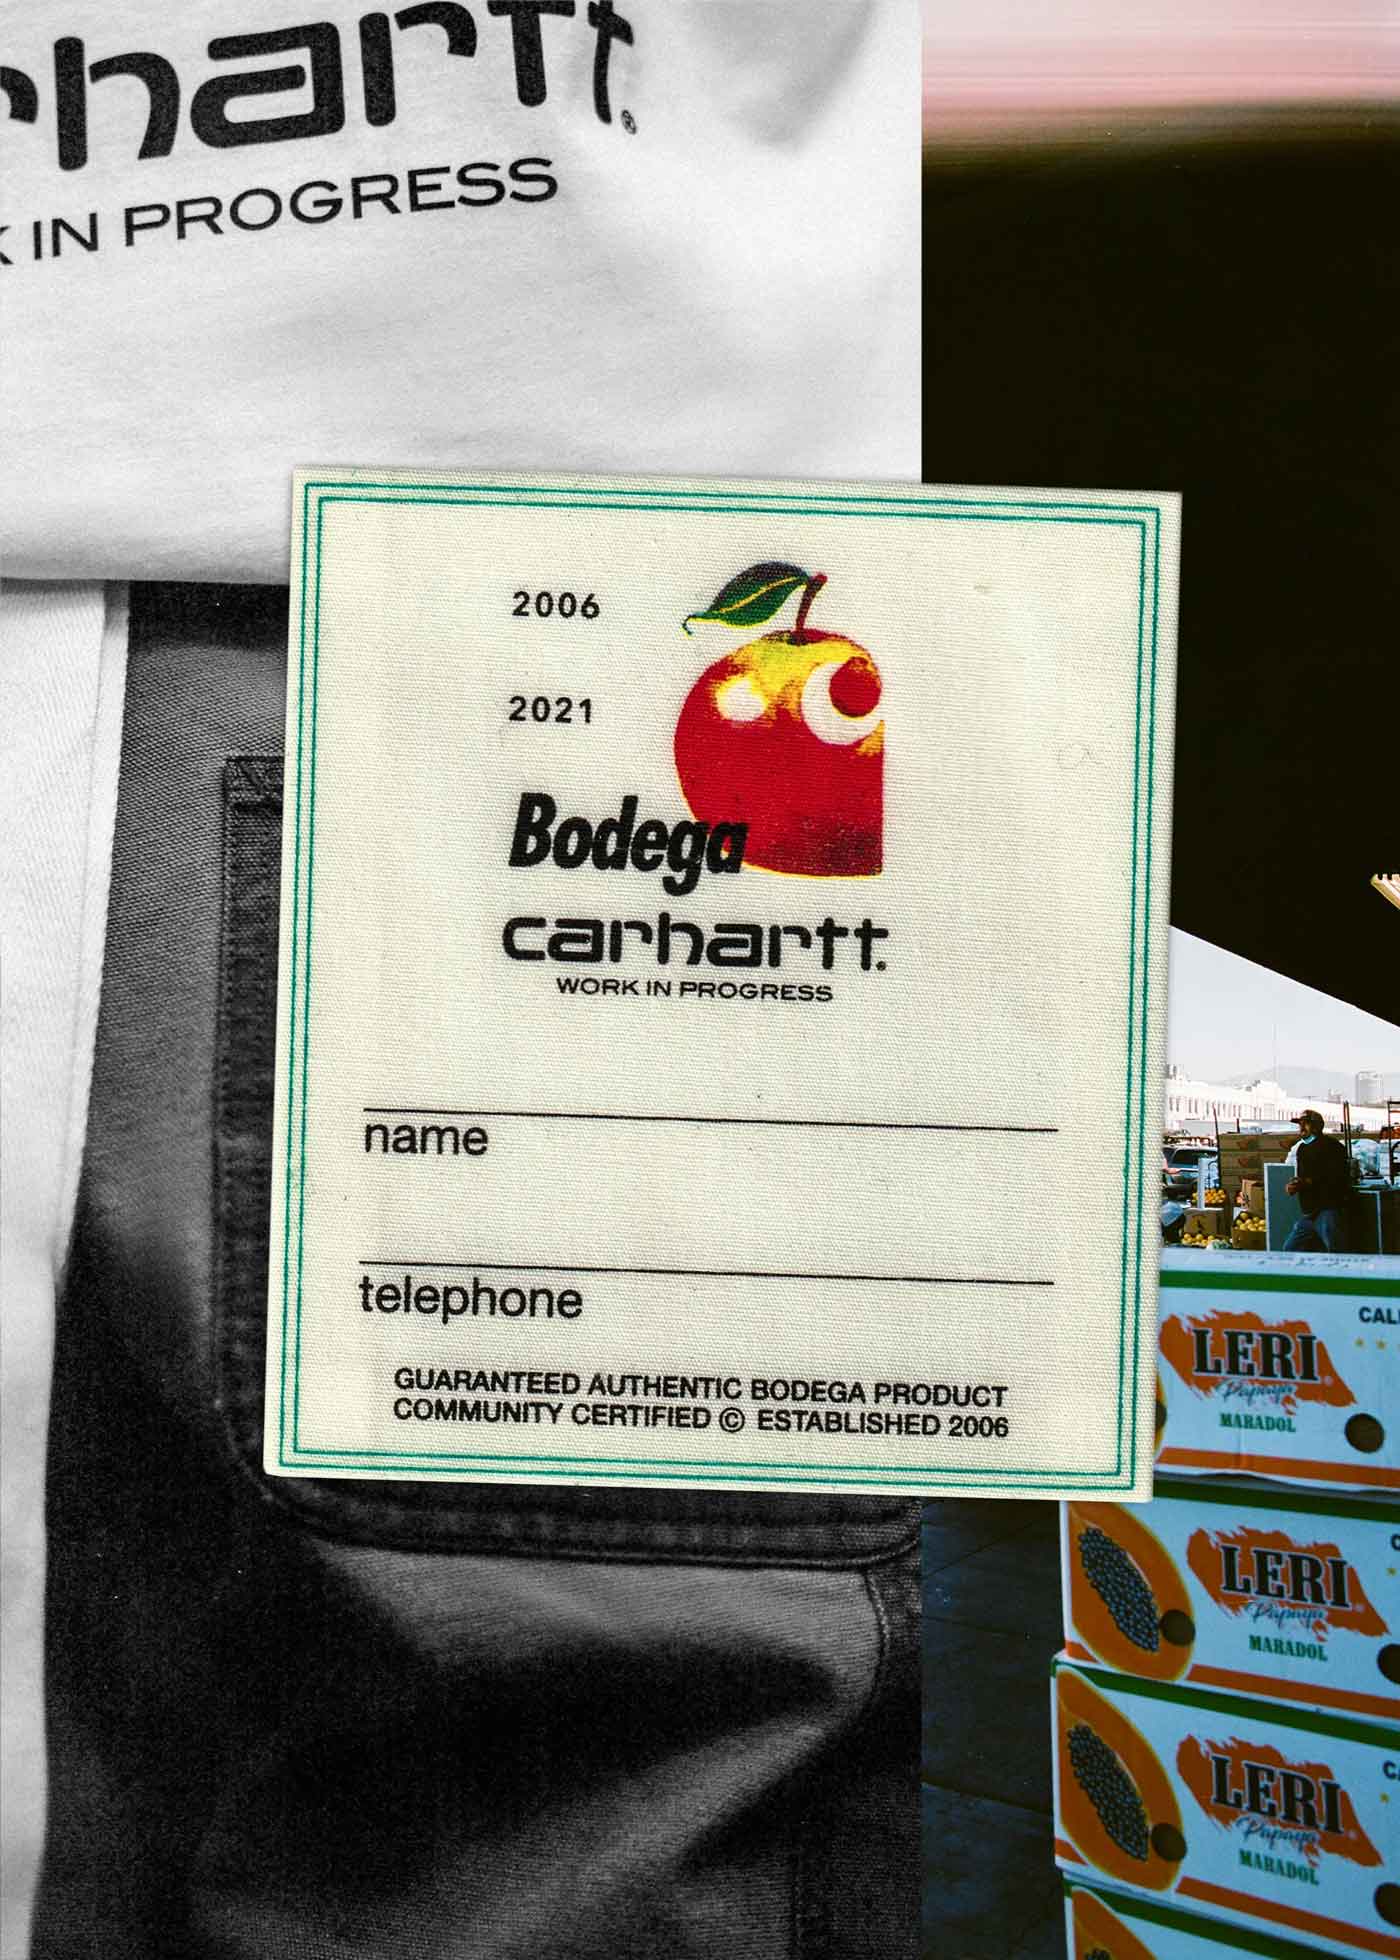 rhartt®
K IN PROGRESS
2006
2021
Bodega
carhartt.
WORK IN PROGRESS
name
telephone
GUARANTEED AUTHENTIC BODEGA PRODUCT
COMMUNITY CERTIFIED © ESTABLISHED 2006
CAL
LERI
Papaya
MARADOL
LERI
Papaya
MARADOL
LERI
Papaya
MARADOL